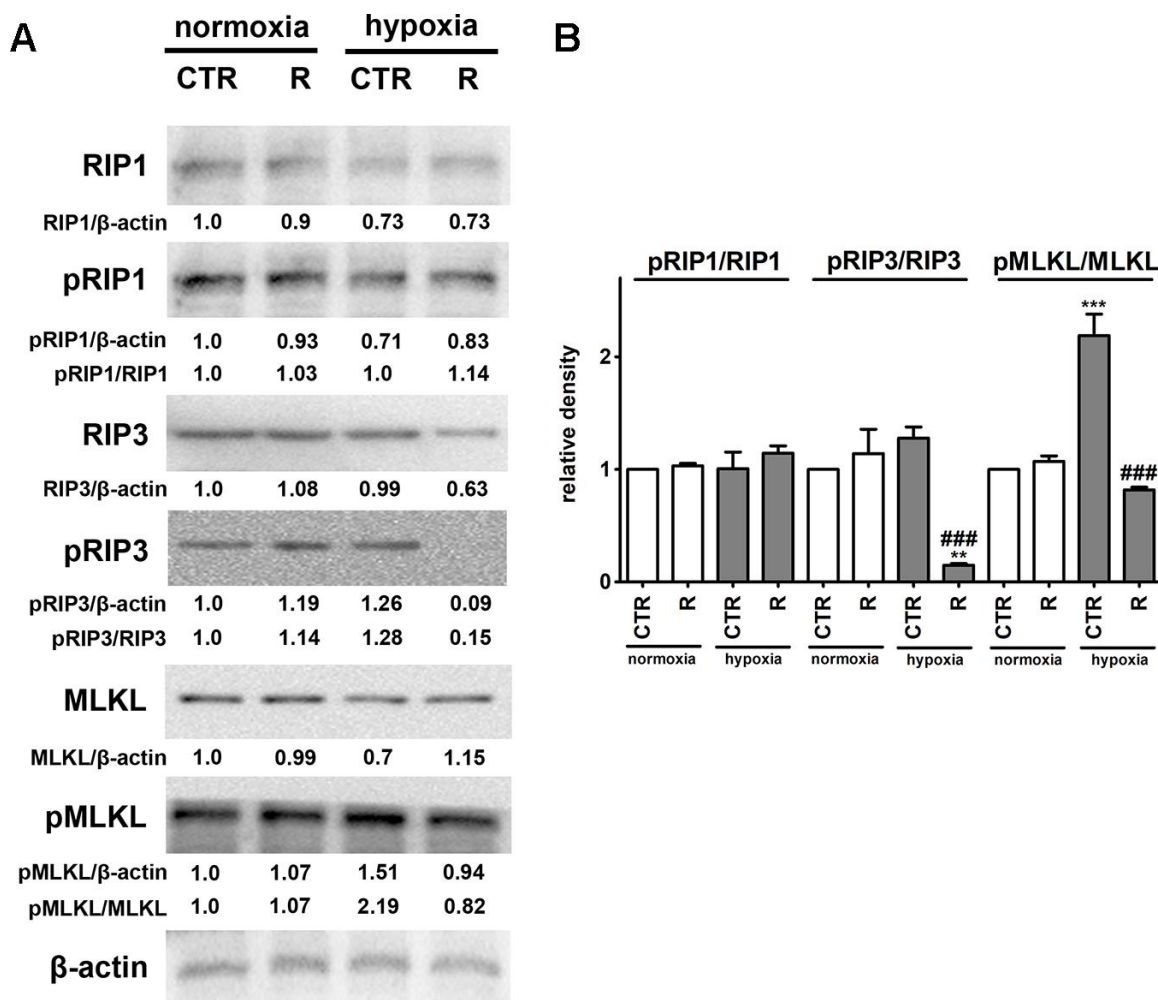 A
normoxia hypoxia
CTR R CTR R
RIP1
RIP1/β-actin 1.0 0.9 0.73 0.73
pRIP1
pRIP1/β-actin 1.0 0.93 0.71 0.83
pRIP1/RIP1 1.0 1.03 1.0 1.14
RIP3
RIP3/β-actin 1.0 1.08 0.99 0.63
pRIP3
pRIP3/β-actin 1.0 1.19 1.26 0.09
pRIP3/RIP3 1.0 1.14 1.28 0.15
MLKL
MLKL/β-actin 1.0 0.99 0.7 1.15
pMLKL
pMLKL/β-actin 1.0 1.07 1.51 0.94
pMLKL/MLKL 1.0 1.07 2.19 0.82
β-actin
B
pRIP1/RIP1 pRIP3/RIP3 pMLKL/MLKL
relative density
2
1
0
***
###
**
###
CTR R CTR R CTR R CTR R CTR R CTR R
normoxia hypoxia normoxia hypoxia normoxia hypoxia